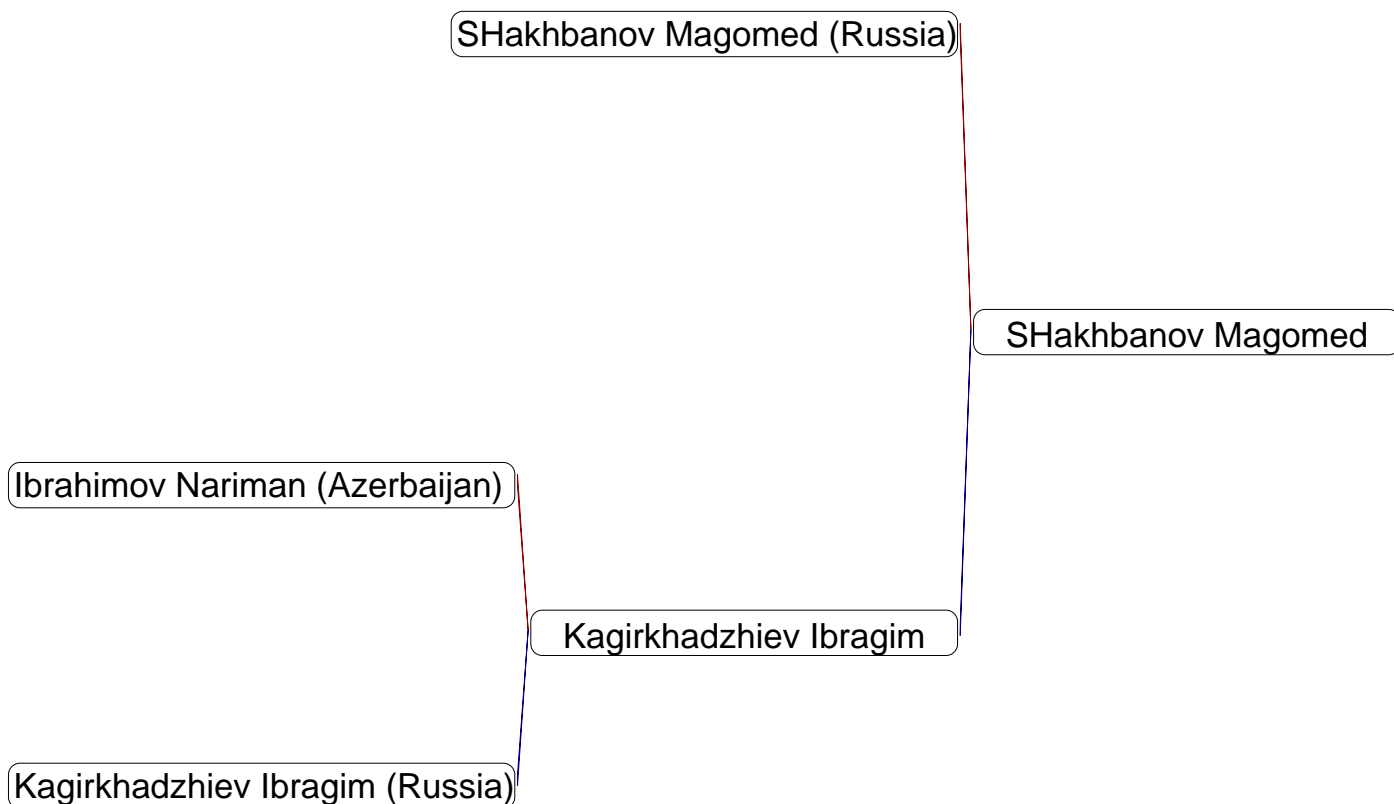 SHakhbanov Magomed (Russia)
SHakhbanov Magomed
Ibrahimov Nariman (Azerbaijan)
Kagirkhadzhiev Ibragim
Kagirkhadzhiev Ibragim (Russia)